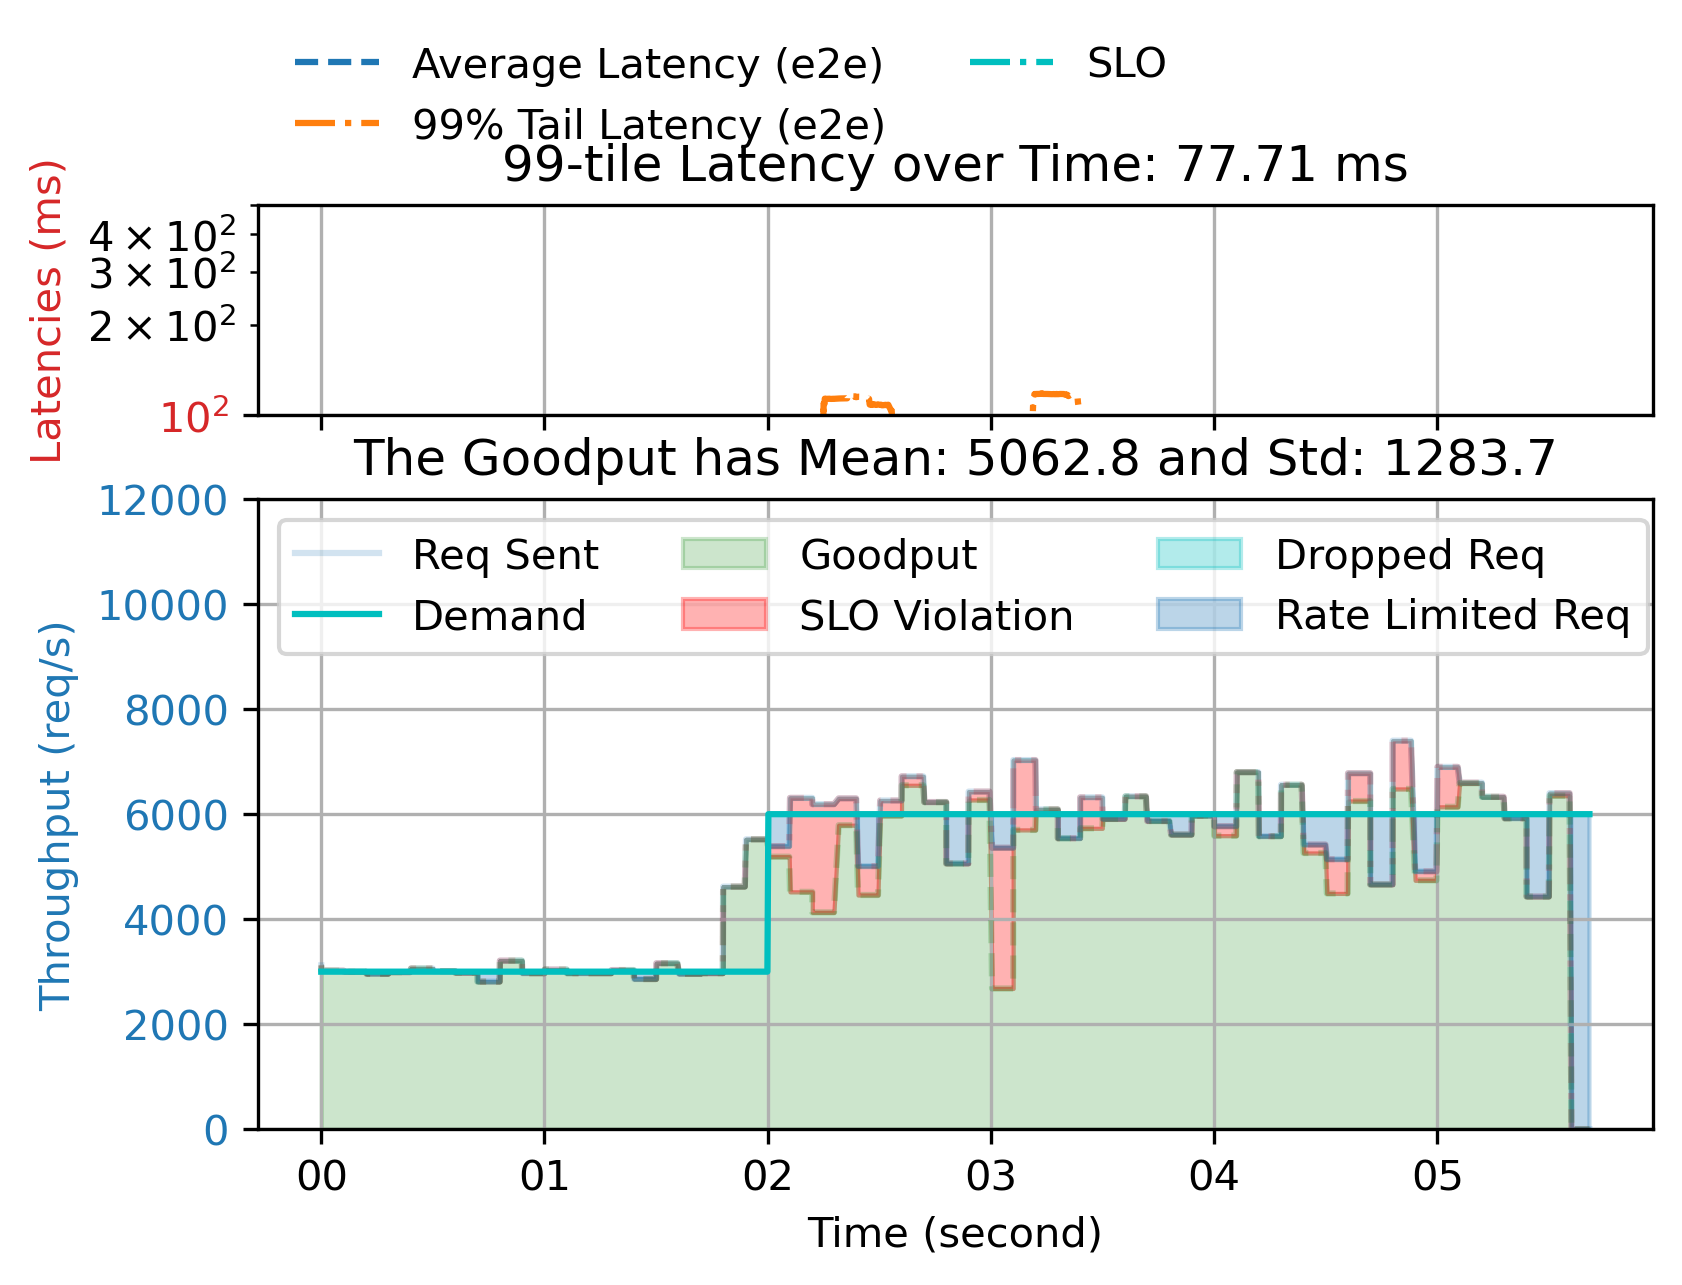 Average Latency (e2e) SLO
99% Tail Latency (e2e)
99-tile Latency over Time: 77.71 ms
Latencies (ms)
4 × 10²
3 × 10²
2 × 10²
10²
The Goodput has Mean: 5062.8 and Std: 1283.7
Throughput (req/s)
12000
10000
8000
6000
4000
2000
0
Req Sent Goodput Dropped Req
Demand SLO Violation Rate Limited Req
00 01 02 03 04 05
Time (second)